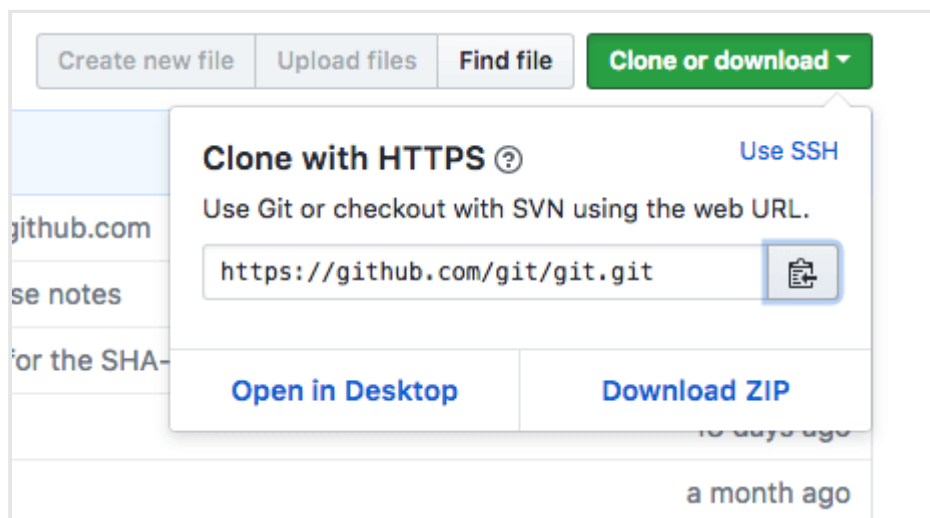 Create new file Upload files Find file Clone or download
Clone with HTTPS Use SSH
Use Git or checkout with SVN using the web URL.
github.com
https://github.com/git/git.git
se notes
for the SHA-
Open in Desktop Download ZIP
days ago
a month ago